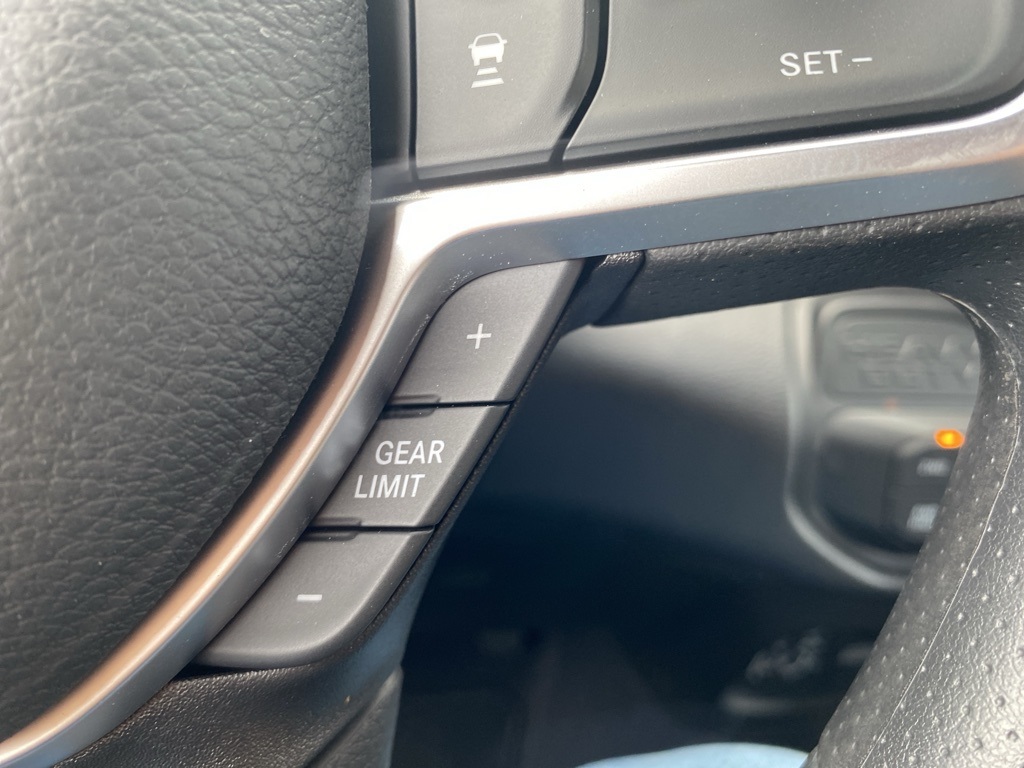 SET –
+
GEAR
LIMIT
–